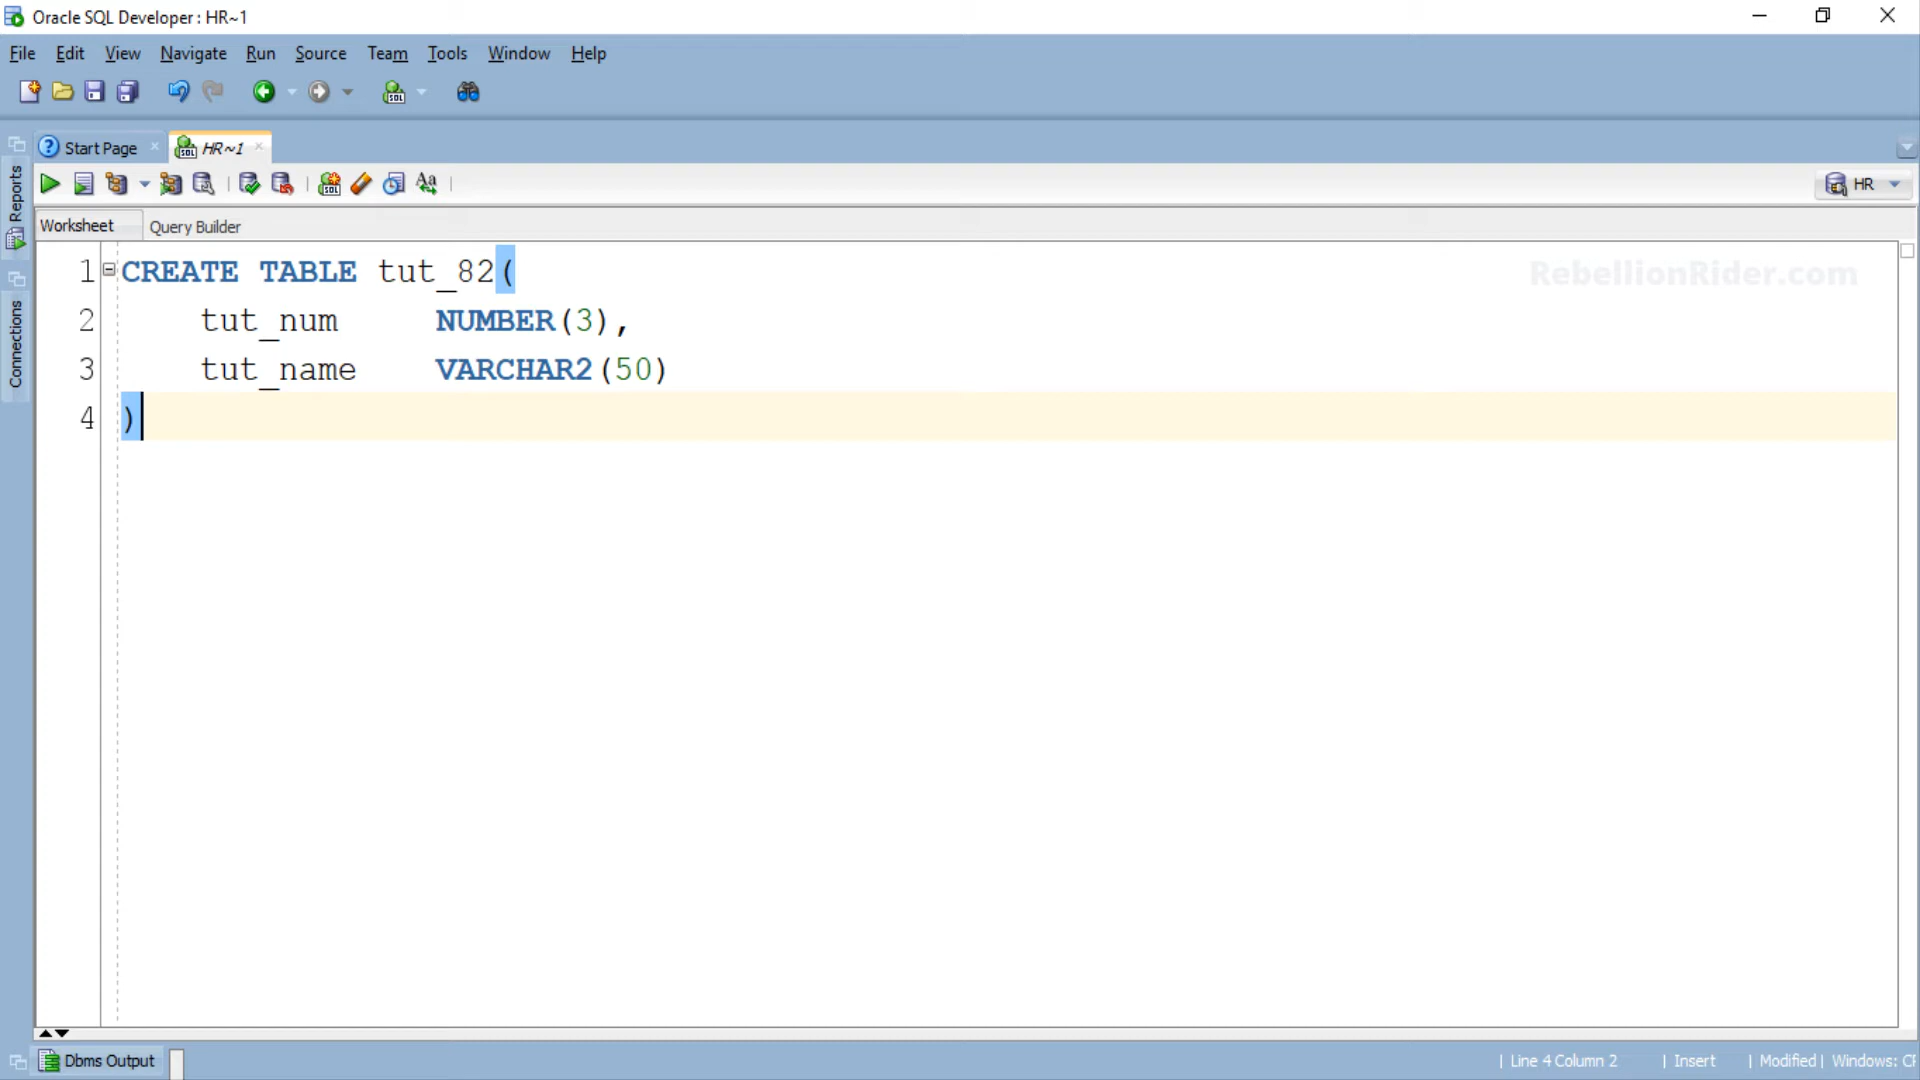 Oracle SQL Developer : HR~1
File Edit View Navigate Run Source Team Tools Window Help
Start Page HR~1
HR
Worksheet Query Builder
RebellionRider.com
1 CREATE TABLE tut_82(
2 tut_num NUMBER(3),
3 tut_name VARCHAR2(50)
4 )
Reports
Connections
Dbms Output
| Line 4 Column 2 | Insert | Modified | Windows: CF